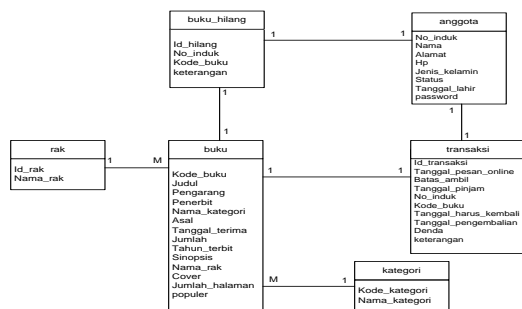 buku_hilang
Id_hilang
No_induk
Kode_buku
keterangan
1
1
anggota
No_induk
Nama
Alamat
Hp
Jenis_kelamin
Status
Tanggal_lahir
password
1
1
1
1
rak
Id_rak
Nama_rak
1
M
buku
Kode_buku
Judul
Pengarang
Penerbit
Nama_kategori
Asal
Tanggal_terima
Jumlah
Tahun_terbit
Sinopsis
Nama_rak
Cover
Jumlah_halaman
populer
1
1
transaksi
Id_transaksi
Tanggal_pesan_online
Batas_ambil
Tanggal_pinjam
No_induk
Kode_buku
Tanggal_harus_kembali
Tanggal_pengembalian
Denda
keterangan
M
1
kategori
Kode_kategori
Nama_kategori